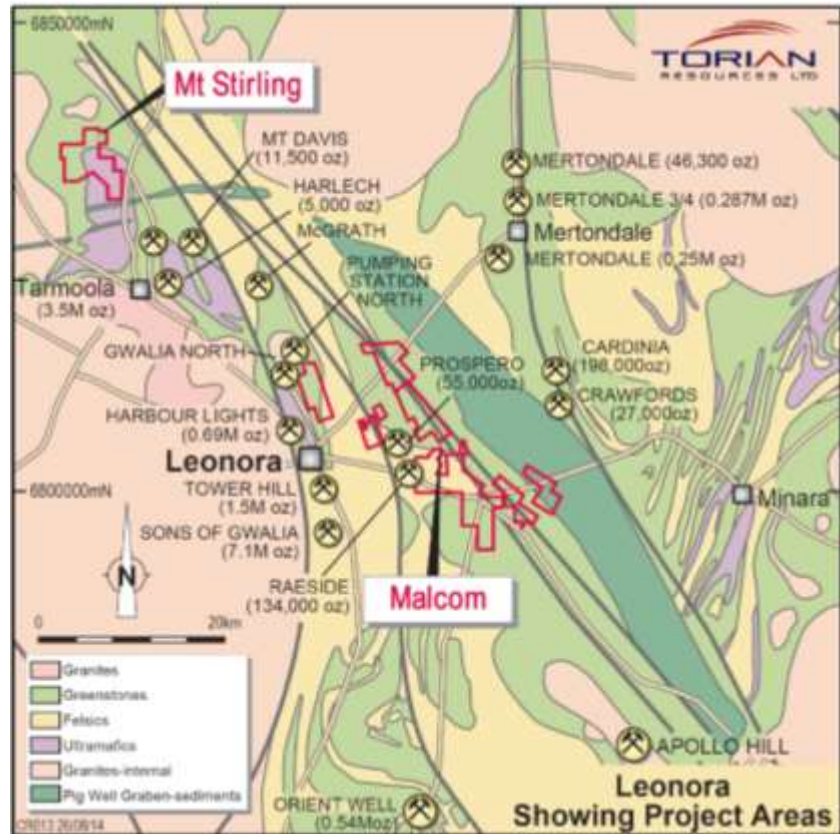 6850000mN
TORIAN
RESOURCES LTD
Mt Stirling
MT DAVIS
(11,500 oz)
HARLECH
(5,000 oz)
McGRATH
PUMPING
STATION
NORTH
MERTONDALE (46,300 oz)
MERTONDALE 3/4 (0.287M oz)
Mertondale
MERTONDALE (0.25M oz)
Tarmoola
(3.5M oz)
GWALIA NORTH
PROSPERO
(55,000oz)
CARDINIA
(198,000oz)
CRAWFORDS
(27,000oz)
HARBOUR LIGHTS
(0.69M oz)
Leonora
6800000mN
TOWER HILL
(1.5M oz)
Minara
SONS OF GWALIA
(7.1M oz)
RAESIDE
(134,000 oz)
Malcom
N
0
20km
Granites
Greenstones
Felsics
Ultramafics
Granites-internal
Pig Well Graben-sediments
APOLLO HILL
ORIENT WELL
(0.54Moz)
Leonora
Showing Project Areas